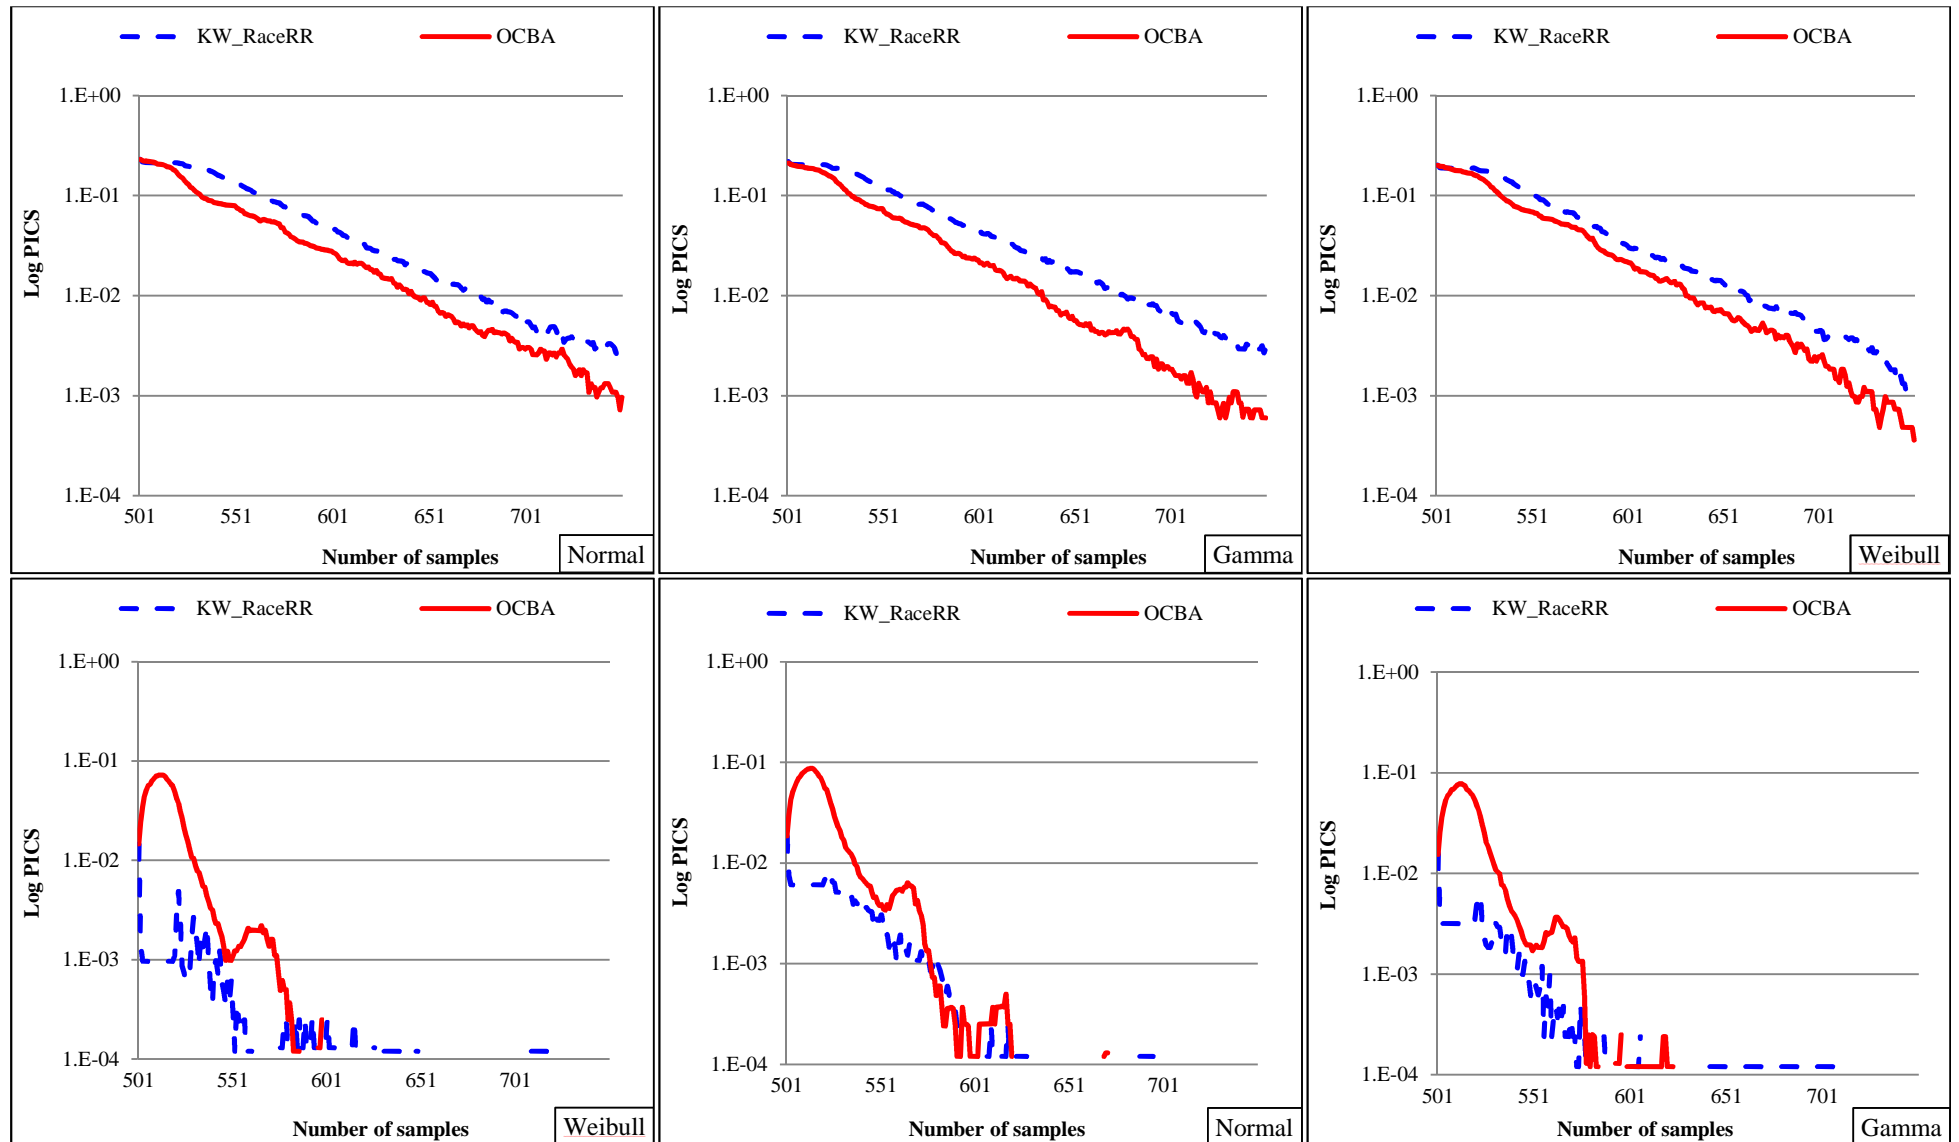 KW_RaceRR OCBA
1.E+00
1.E-01
1.E-02
1.E-03
1.E-04
Log PICS
501 551 601 651 701
Number of samples
Normal
KW_RaceRR OCBA
1.E+00
1.E-01
1.E-02
1.E-03
1.E-04
Log PICS
501 551 601 651 701
Number of samples
Gamma
KW_RaceRR OCBA
1.E+00
1.E-01
1.E-02
1.E-03
1.E-04
Log PICS
501 551 601 651 701
Number of samples
Weibull
KW_RaceRR OCBA
1.E+00
1.E-01
1.E-02
1.E-03
1.E-04
Log PICS
501 551 601 651 701
Number of samples
Weibull
KW_RaceRR OCBA
1.E+00
1.E-01
1.E-02
1.E-03
1.E-04
Log PICS
501 551 601 651 701
Number of samples
Normal
KW_RaceRR OCBA
1.E+00
1.E-01
1.E-02
1.E-03
1.E-04
Log PICS
501 551 601 651 701
Number of samples
Gamma